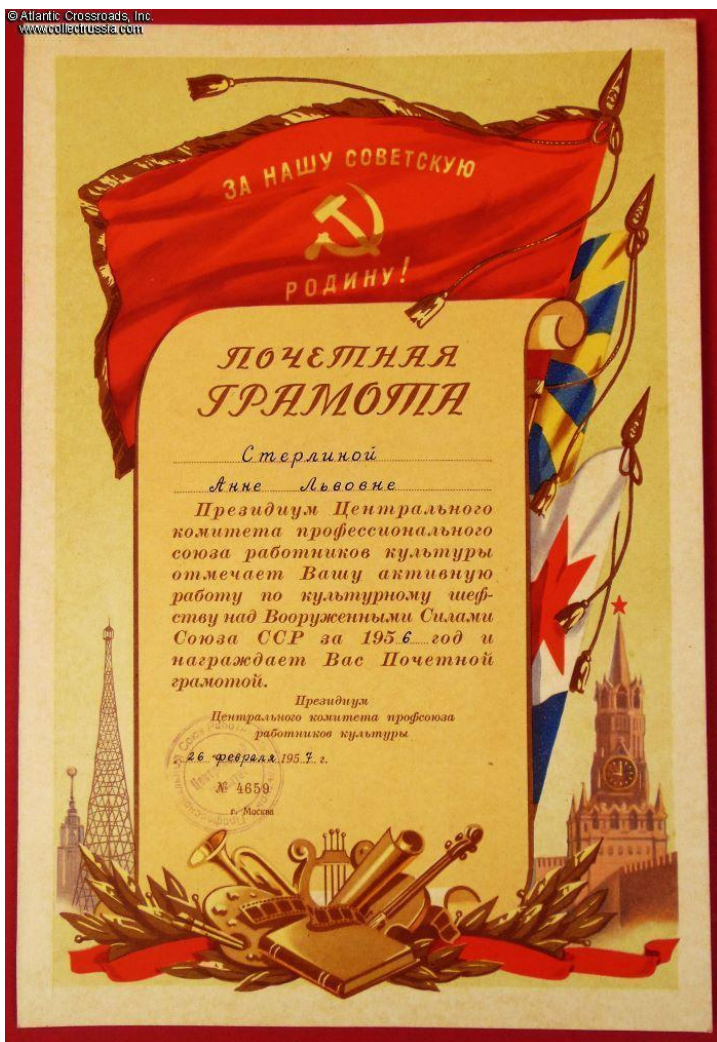 © Atlantic Crossroads, Inc.
www.collectrussia.com
ЗА НАШУ СОВЕТСКУЮ
РОДИНУ!
ПОЧЕТНАЯ
ГРАМОТА
Стерлиной
Анне Львовне
Президиум Центрального
комитета профессионального
союза работников культуры
отмечает Вашу активную
работу по культурному шеф-
ству над Вооруженными Силами
Союза ССР за 1956 год и
награждает Вас Почетной
грамотой.
Президиум
Центрального комитета профсоюза
работников культуры
26 февраля 1957 г.
№ 4659
г. Москва